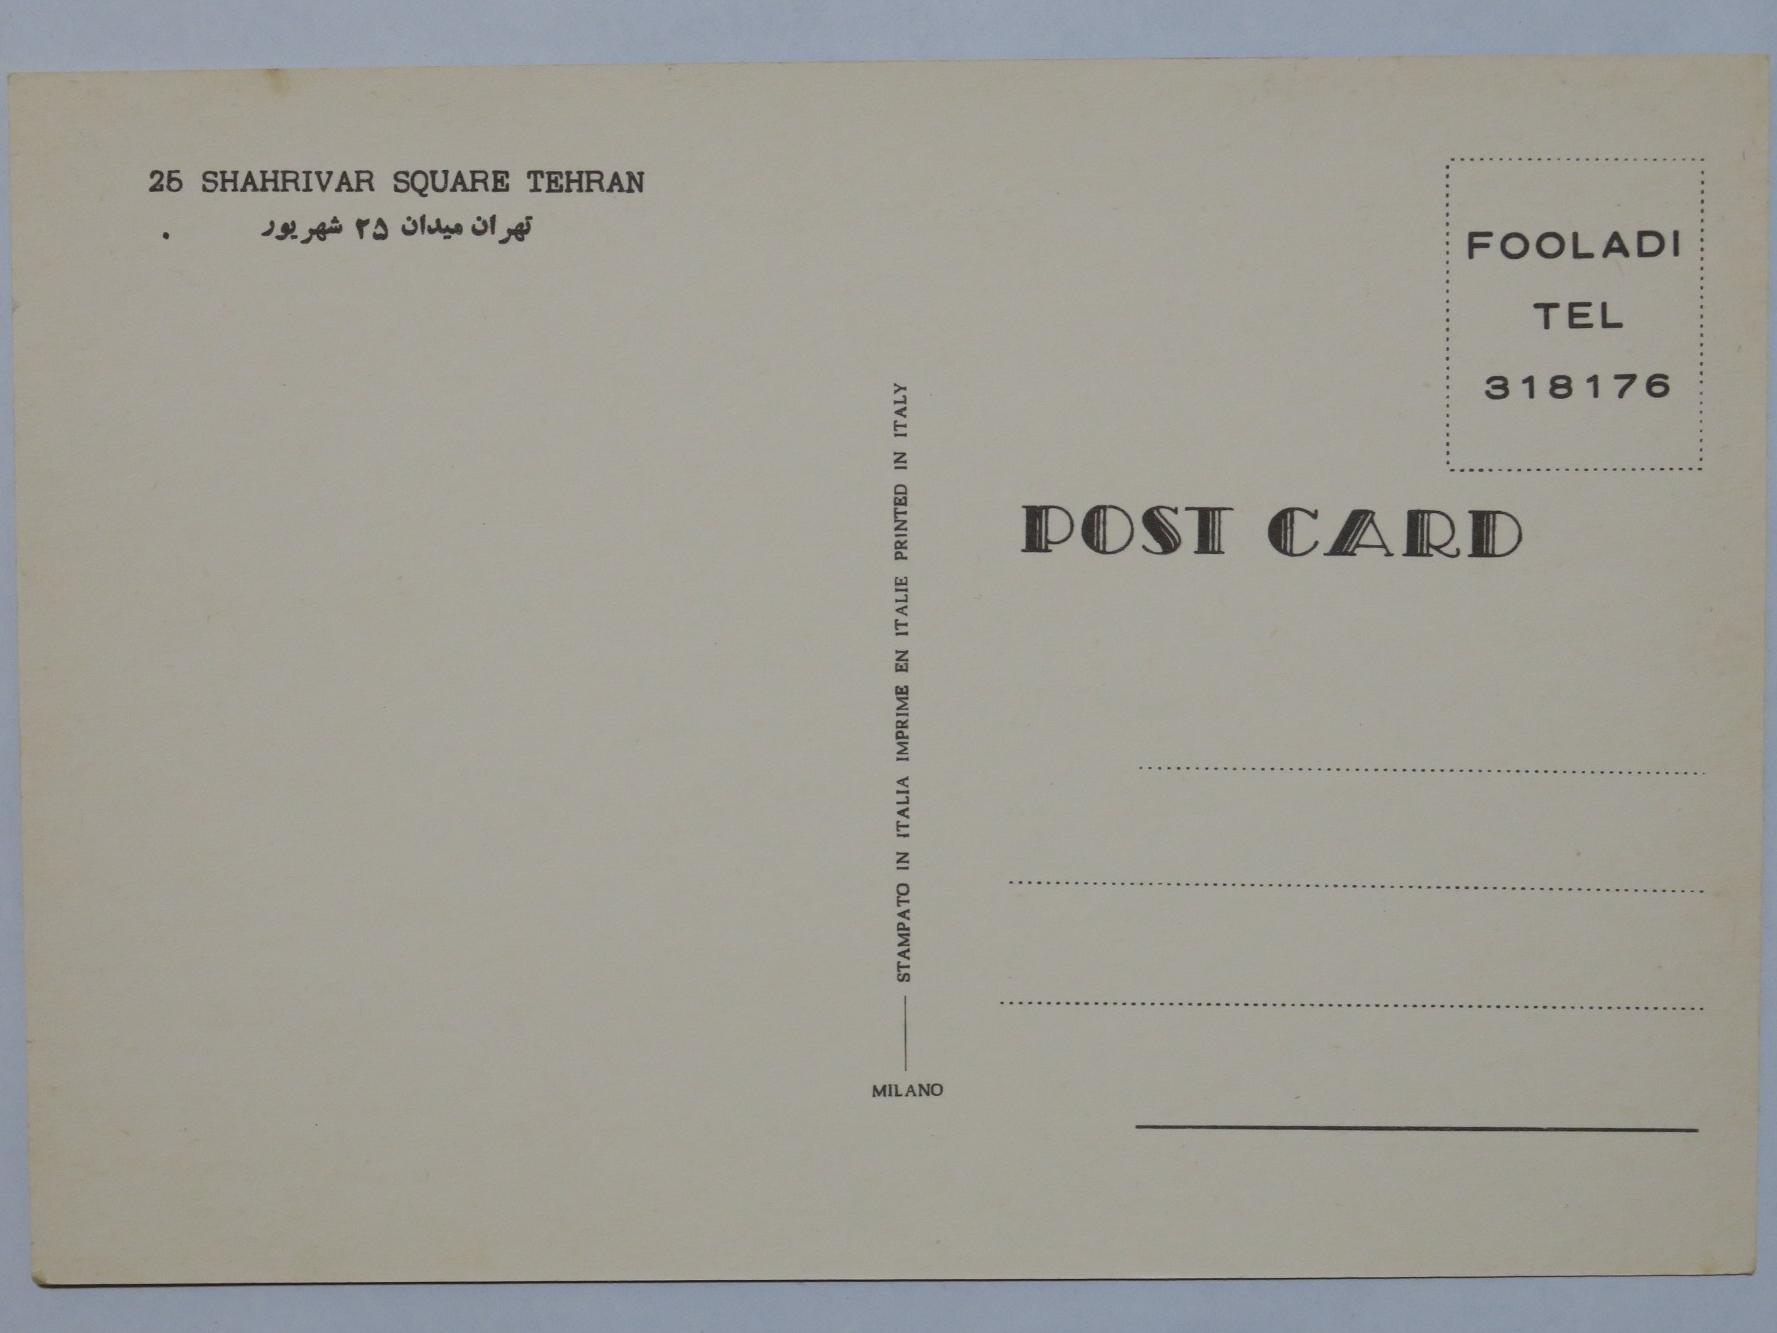 25 SHAHRIVAR SQUARE TEHRAN
تهران میدان ۲۵ شهریور .
FOOLADI
TEL
318176
POST CARD
STAMPATO IN ITALIA IMPRIME EN ITALIE PRINTED IN ITALY
MILANO